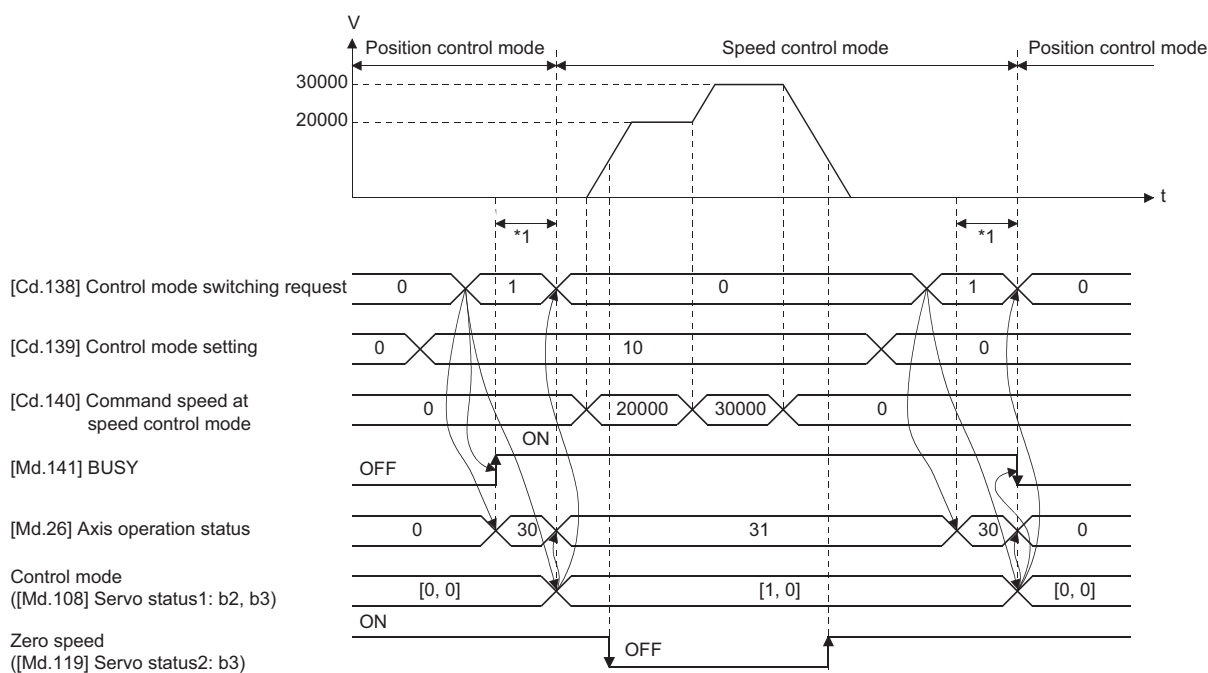 V
Position control mode
Speed control mode
Position control mode
30000
20000
t
*1
*1
[Cd.138] Control mode switching request
0
1
0
1
0
[Cd.139] Control mode setting
0
10
0
[Cd.140] Command speed at
speed control mode
0
20000
30000
0
ON
[Md.141] BUSY
OFF
[Md.26] Axis operation status
0
30
31
30
0
Control mode
([Md.108] Servo status1: b2, b3)
[0, 0]
[1, 0]
[0, 0]
ON
Zero speed
([Md.119] Servo status2: b3)
OFF